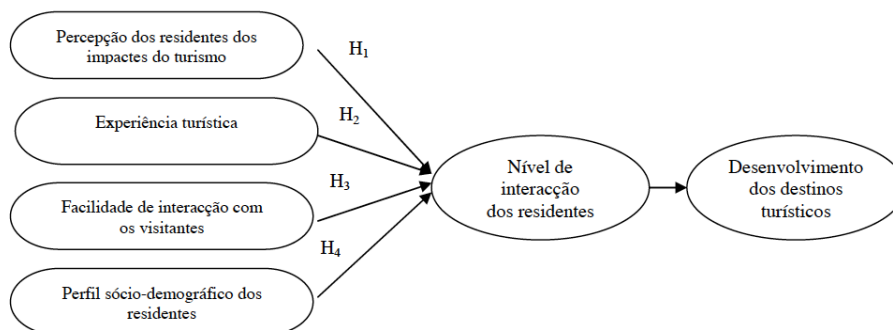 Percepção dos residentes dos
impactes do turismo
H1
Experiência turística
H2
Facilidade de interacção com
os visitantes
H3
Perfil sócio-demográfico dos
residentes
H4
Nível de
interacção
dos residentes
Desenvolvimento
dos destinos
turísticos